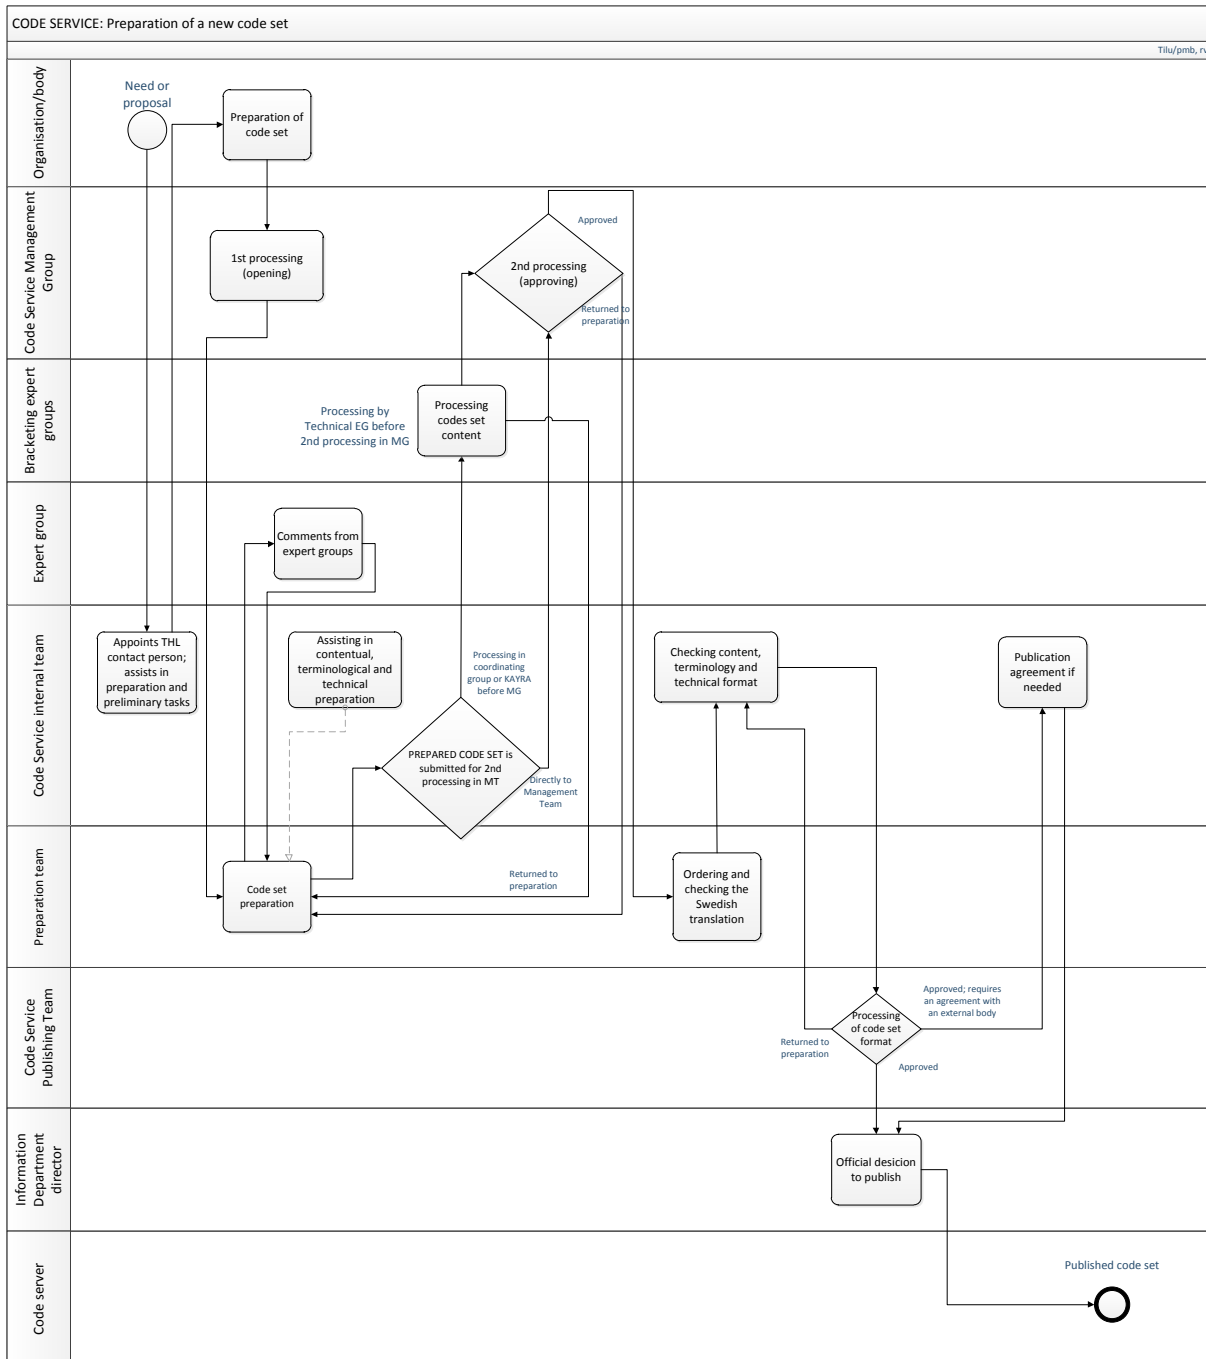 CODE SERVICE: Preparation of a new code set
Tilu/pmb, rv
Organisation/body
Need or
proposal
Preparation of
code set
Code Service Management
Group
1st processing
(opening)
2nd processing
(approving)
Approved
Returned to
preparation
Bracketing expert
groups
Processing by
Technical EG before
2nd processing in MG
Processing
codes set
content
Expert group
Comments from
expert groups
Code Service internal team
Appoints THL
contact person;
assists in
preparation and
preliminary tasks
Assisting in
contentual,
terminological and
technical
preparation
Processing in
coordinating
group or KAYRA
before MG
PREPARED CODE SET is
submitted for 2nd
processing in MT
Directly to
Management
Team
Checking content,
terminology and
technical format
Publication
agreement if
needed
Preparation team
Code set
preparation
Returned to
preparation
Ordering and
checking the
Swedish
translation
Code Service
Publishing Team
Processing
of code set
format
Returned to
preparation
Approved; requires
an agreement with
an external body
Approved
Information
Department
director
Official desicion
to publish
Code server
Published code set